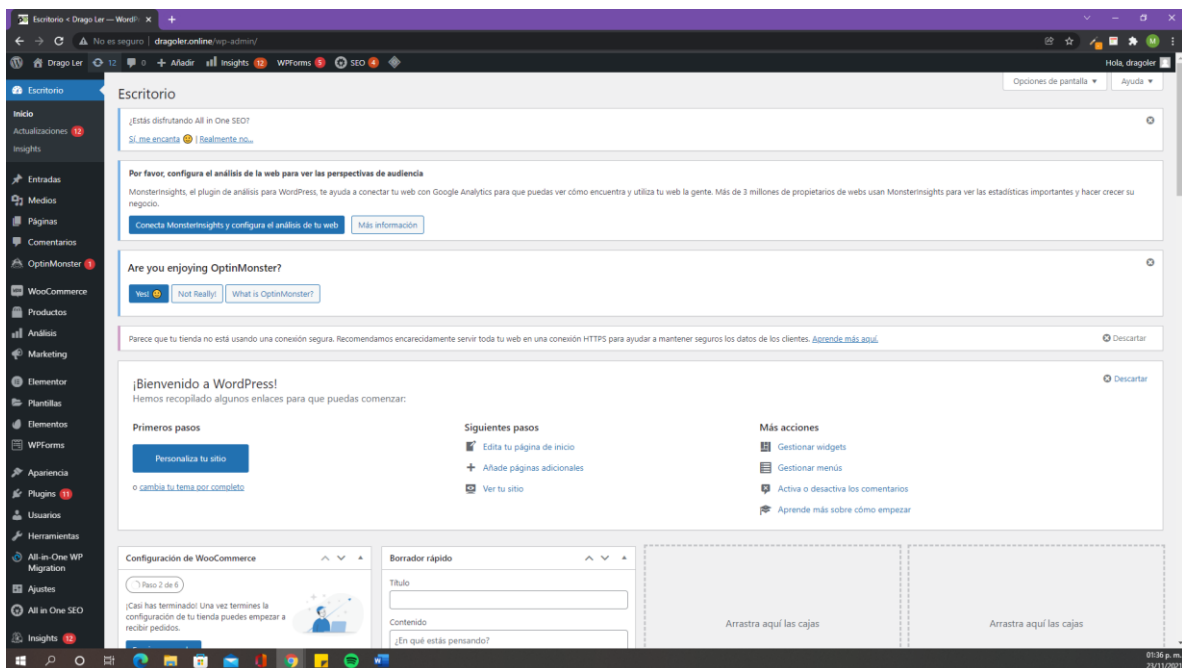 Escritorio < Drago Ler — WordPr
No es seguro
dragoler.online/wp-admin/
Drago Ler
12
0
Añadir
Insights 12
WPForms 5
SEO 4
Hola, dragoler
Escritorio
Inicio
Actualizaciones 12
Insights
Entradas
Medios
Páginas
Comentarios
OptinMonster 1
WooCommerce
Productos
Análisis
Marketing
Elementor
Plantillas
Elementos
WPForms
Apariencia
Plugins 11
Usuarios
Herramientas
All-in-One WP
Migration
Ajustes
All in One SEO
Insights 12
Opciones de pantalla
Ayuda
Escritorio
¿Estás disfrutando All in One SEO?
Sí, me encanta | Realmente no...
Por favor, configura el análisis de la web para ver las perspectivas de audiencia
MonsterInsights, el plugin de análisis para WordPress, te ayuda a conectar tu web con Google Analytics para que puedas ver cómo encuentra y utiliza tu web la gente. Más de 3 millones de propietarios de webs usan MonsterInsights para ver las estadísticas importantes y hacer crecer su
negocio.
Conecta MonsterInsights y configura el análisis de tu web
Más información
Are you enjoying OptinMonster?
Yes!
Not Really!
What is OptinMonster?
Parece que tu tienda no está usando una conexión segura. Recomendamos encarecidamente servir toda tu web en una conexión HTTPS para ayudar a mantener seguros los datos de los clientes. Aprende más aquí.
Descartar
¡Bienvenido a WordPress!
Descartar
Hemos recopilado algunos enlaces para que puedas comenzar:
Primeros pasos
Personaliza tu sitio
o cambia tu tema por completo
Siguientes pasos
Edita tu página de inicio
Añade páginas adicionales
Ver tu sitio
Más acciones
Gestionar widgets
Gestionar menús
Activa o desactiva los comentarios
Aprende más sobre cómo empezar
Configuración de WooCommerce
Paso 2 de 6
¡Casi has terminado! Una vez termines la
configuración de tu tienda puedes empezar a
recibir pedidos.
Borrador rápido
Título
Contenido
¿En qué estás pensando?
Arrastra aquí las cajas
Arrastra aquí las cajas
01:36 p. m.
23/11/2021